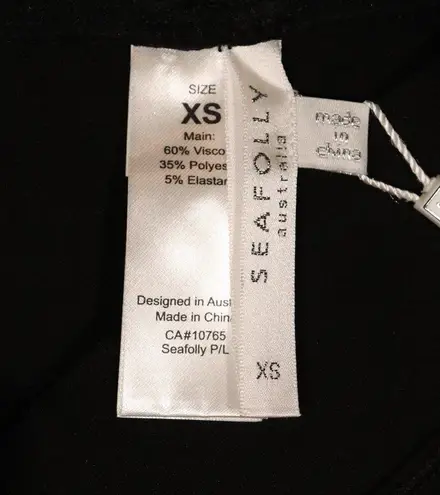 SIZE
XS
Main:
60% Visco
35% Polyes
5% Elastan
Designed in Aust
Made in Chin
CA#10765
Seafolly P/L
SEAFOLLY
australia
XS
made
in
china